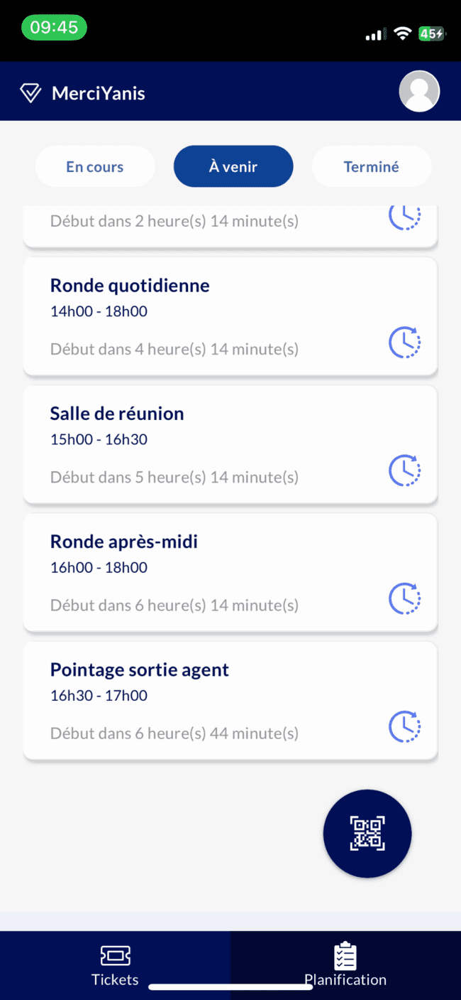 09:45
45
MerciYanis
En cours
À venir
Terminé
Début dans 2 heure(s) 14 minute(s)
Ronde quotidienne
14h00 - 18h00
Début dans 4 heure(s) 14 minute(s)
Salle de réunion
15h00 - 16h30
Début dans 5 heure(s) 14 minute(s)
Ronde après-midi
16h00 - 18h00
Début dans 6 heure(s) 14 minute(s)
Pointage sortie agent
16h30 - 17h00
Début dans 6 heure(s) 44 minute(s)
Tickets
Planification